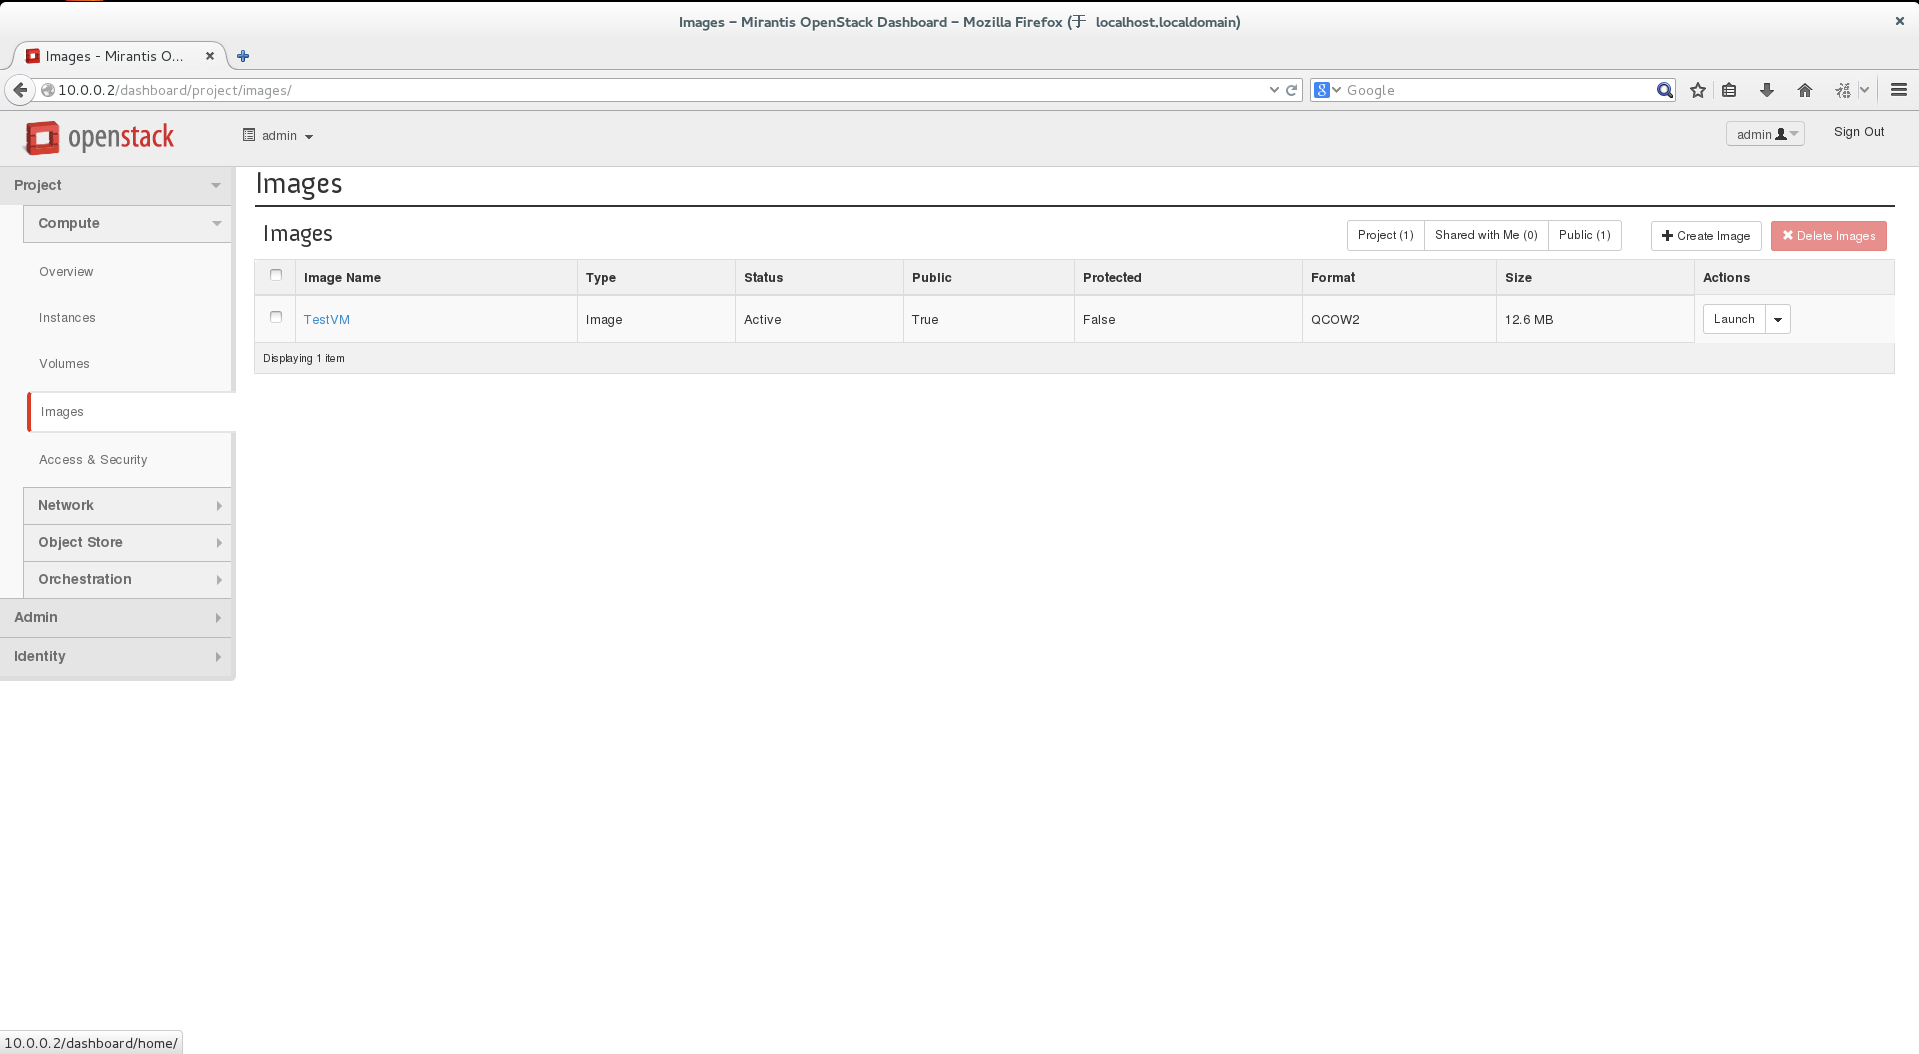 Images - Mirantis OpenStack Dashboard - Mozilla Firefox (于 localhost.localdomain)
Images - Mirantis O...
10.0.0.2/dashboard/project/images/
Google
openstack
admin
admin
Sign Out
Project
Compute
Overview
Instances
Volumes
Images
Access & Security
Network
Object Store
Orchestration
Admin
Identity
Images
Images
Project (1) Shared with Me (0) Public (1) Create Image Delete Images
Image Name Type Status Public Protected Format Size Actions
TestVM Image Active True False QCOW2 12.6 MB Launch
Displaying 1 item
10.0.0.2/dashboard/home/